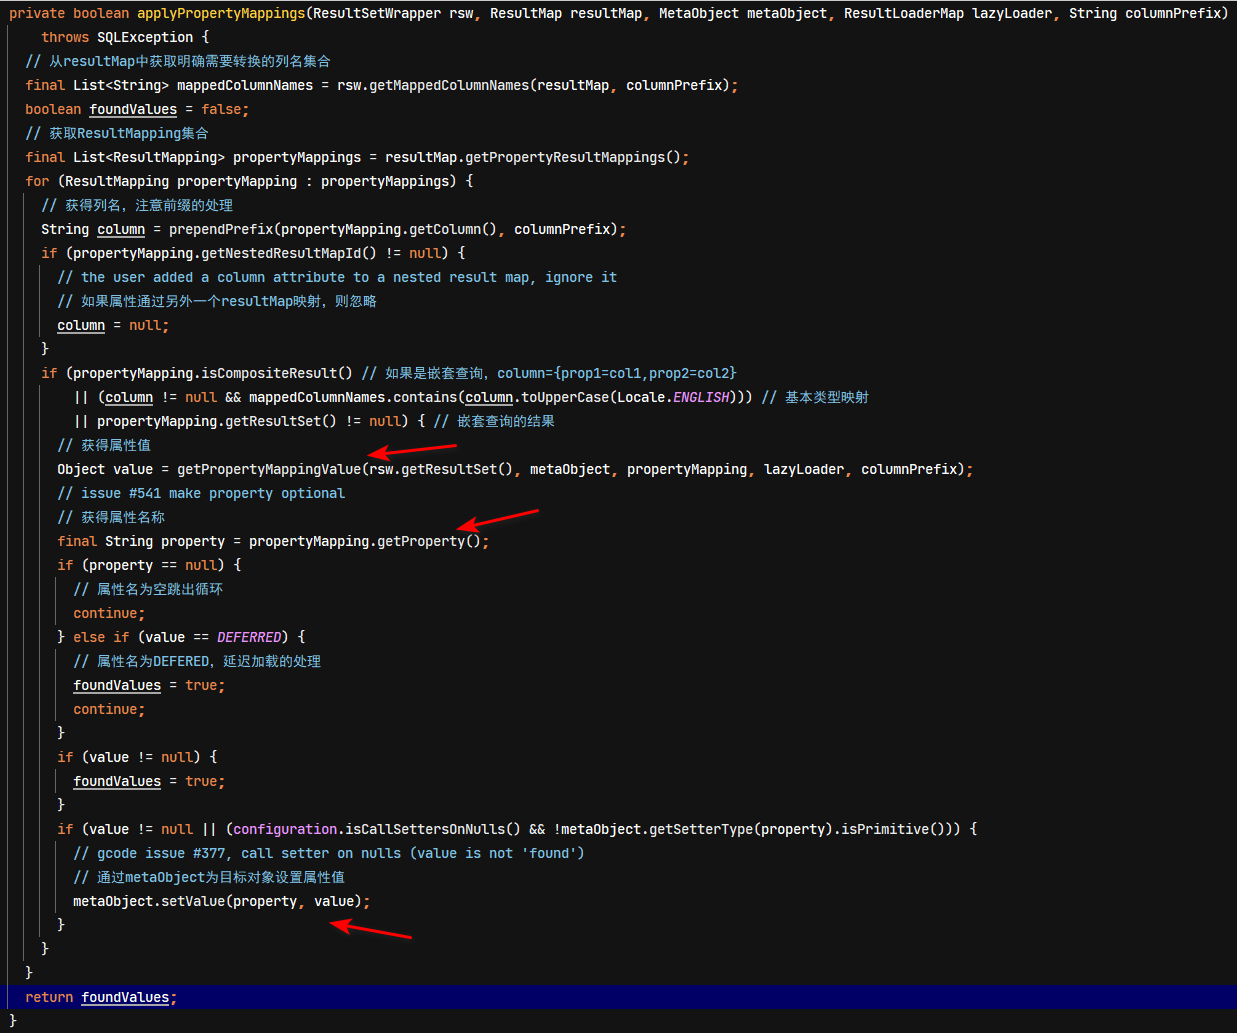 private boolean applyPropertyMappings(ResultSetWrapper rsw, ResultMap resultMap, MetaObject metaObject, ResultLoaderMap lazyLoader, String columnPrefix)
    throws SQLException {
  // 从resultMap中获取明确需要转换的列名集合
  final List<String> mappedColumnNames = rsw.getMappedColumnNames(resultMap, columnPrefix);
  boolean foundValues = false;
  // 获取ResultMapping集合
  final List<ResultMapping> propertyMappings = resultMap.getPropertyResultMappings();
  for (ResultMapping propertyMapping : propertyMappings) {
    // 获得列名，注意前缀的处理
    String column = prependPrefix(propertyMapping.getColumn(), columnPrefix);
    if (propertyMapping.getNestedResultMapId() != null) {
      // the user added a column attribute to a nested result map, ignore it
      // 如果属性通过另外一个resultMap映射，则忽略
      column = null;
    }
    if (propertyMapping.isCompositeResult() // 如果是嵌套查询，column={prop1=col1,prop2=col2}
        || (column != null && mappedColumnNames.contains(column.toUpperCase(Locale.ENGLISH))) // 基本类型映射
        || propertyMapping.getResultSet() != null) { // 嵌套查询的结果
      // 获得属性值
      Object value = getPropertyMappingValue(rsw.getResultSet(), metaObject, propertyMapping, lazyLoader, columnPrefix);
      // issue #541 make property optional
      // 获得属性名称
      final String property = propertyMapping.getProperty();
      if (property == null) {
        // 属性名为空跳出循环
        continue;
      } else if (value == DEFERRED) {
        // 属性名为DEFERED，延迟加载的处理
        foundValues = true;
        continue;
      }
      if (value != null) {
        foundValues = true;
      }
      if (value != null || (configuration.isCallSettersOnNulls() && !metaObject.getSetterType(property).isPrimitive())) {
        // gcode issue #377, call setter on nulls (value is not 'found')
        // 通过metaObject为目标对象设置属性值
        metaObject.setValue(property, value);
      }
    }
  }
  return foundValues;
}